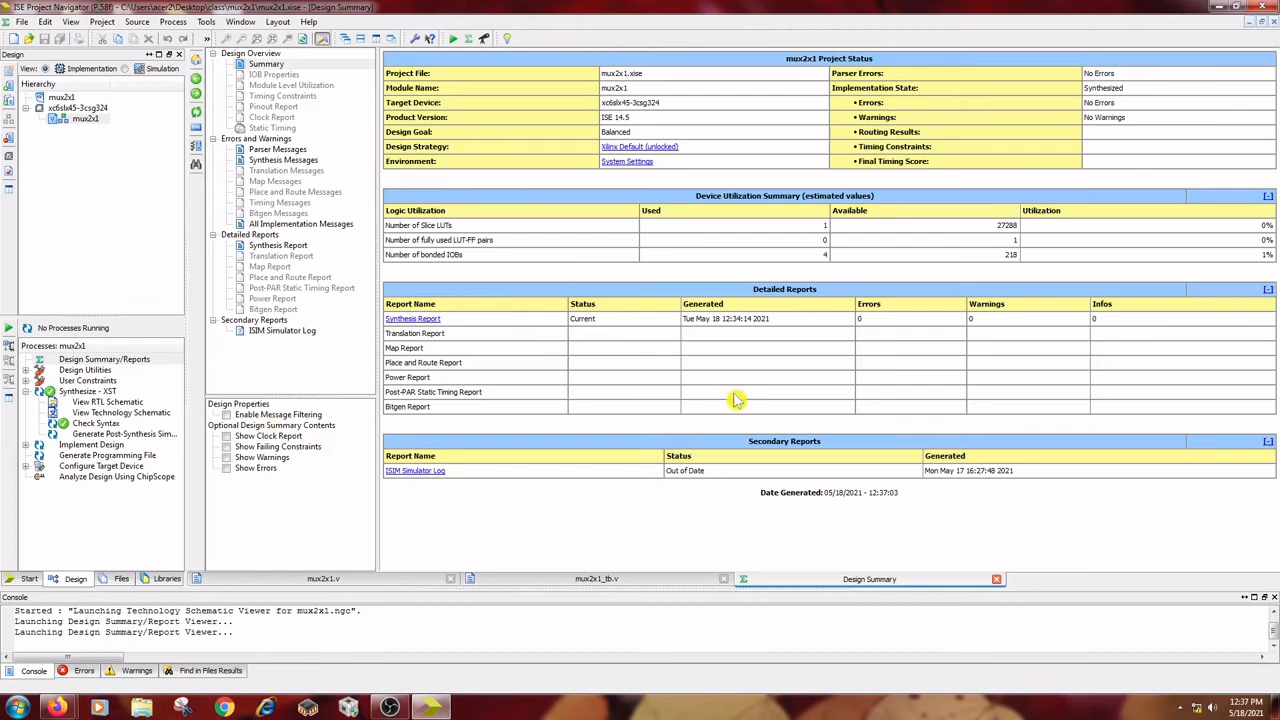 ISE Project Navigator (P.58f) - C:\Users\acer2\Desktop\class\mux2x1\mux2x1.xise - [Design Summary]
File Edit View Project Source Process Tools Window Layout Help
Design
View: Implementation Simulation
Hierarchy
mux2x1
xc6slx45-3csg324
mux2x1
No Processes Running
Processes: mux2x1
Design Summary/Reports
Design Utilities
User Constraints
Synthesize - XST
View RTL Schematic
View Technology Schematic
Check Syntax
Generate Post-Synthesis Sim...
Implement Design
Generate Programming File
Configure Target Device
Analyze Design Using ChipScope
Start Design Files Libraries
Design Overview
Summary
IOB Properties
Module Level Utilization
Timing Constraints
Pinout Report
Clock Report
Static Timing
Errors and Warnings
Parser Messages
Synthesis Messages
Translation Messages
Map Messages
Place and Route Messages
Timing Messages
Bitgen Messages
All Implementation Messages
Detailed Reports
Synthesis Report
Translation Report
Map Report
Place and Route Report
Post-PAR Static Timing Report
Power Report
Bitgen Report
Secondary Reports
ISIM Simulator Log
Design Properties
Enable Message Filtering
Optional Design Summary Contents
Show Clock Report
Show Failing Constraints
Show Warnings
Show Errors
mux2x1 Project Status
Project File: mux2x1.xise Parser Errors: No Errors
Module Name: mux2x1 Implementation State: Synthesized
Target Device: xc6slx45-3csg324 • Errors: No Errors
Product Version: ISE 14.5 • Warnings: No Warnings
Design Goal: Balanced • Routing Results:
Design Strategy: Xilinx Default (unlocked) • Timing Constraints:
Environment: System Settings • Final Timing Score:
Device Utilization Summary (estimated values) [-]
Logic Utilization Used Available Utilization
Number of Slice LUTs 1 27288 0%
Number of fully used LUT-FF pairs 0 1 0%
Number of bonded IOBs 4 218 1%
Detailed Reports [-]
Report Name Status Generated Errors Warnings Infos
Synthesis Report Current Tue May 18 12:34:14 2021 0 0 0
Translation Report
Map Report
Place and Route Report
Power Report
Post-PAR Static Timing Report
Bitgen Report
Secondary Reports [-]
Report Name Status Generated
ISIM Simulator Log Out of Date Mon May 17 16:27:48 2021
Date Generated: 05/18/2021 - 12:37:03
mux2x1.v mux2x1_tb.v Design Summary
Console
Started : "Launching Technology Schematic Viewer for mux2x1.ngc".
Launching Design Summary/Report Viewer...
Launching Design Summary/Report Viewer...
Console Errors Warnings Find in Files Results
12:37 PM
5/18/2021